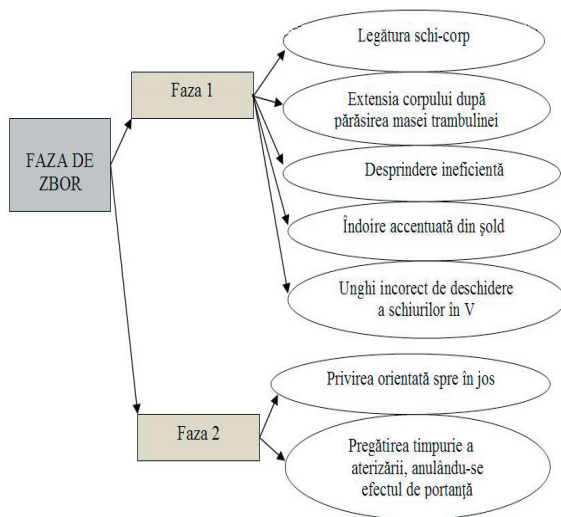 FAZA DE
ZBOR
Faza 1
Legătura schi-corp
Extensia corpului după
părăsirea masei trambulinei
Desprindere ineficientă
Îndoire accentuată din şold
Unghi incorect de deschidere
a schiurilor în V
Faza 2
Privirea orientată spre în jos
Pregătirea timpurie a
aterizării, anulându-se
efectul de portanţă